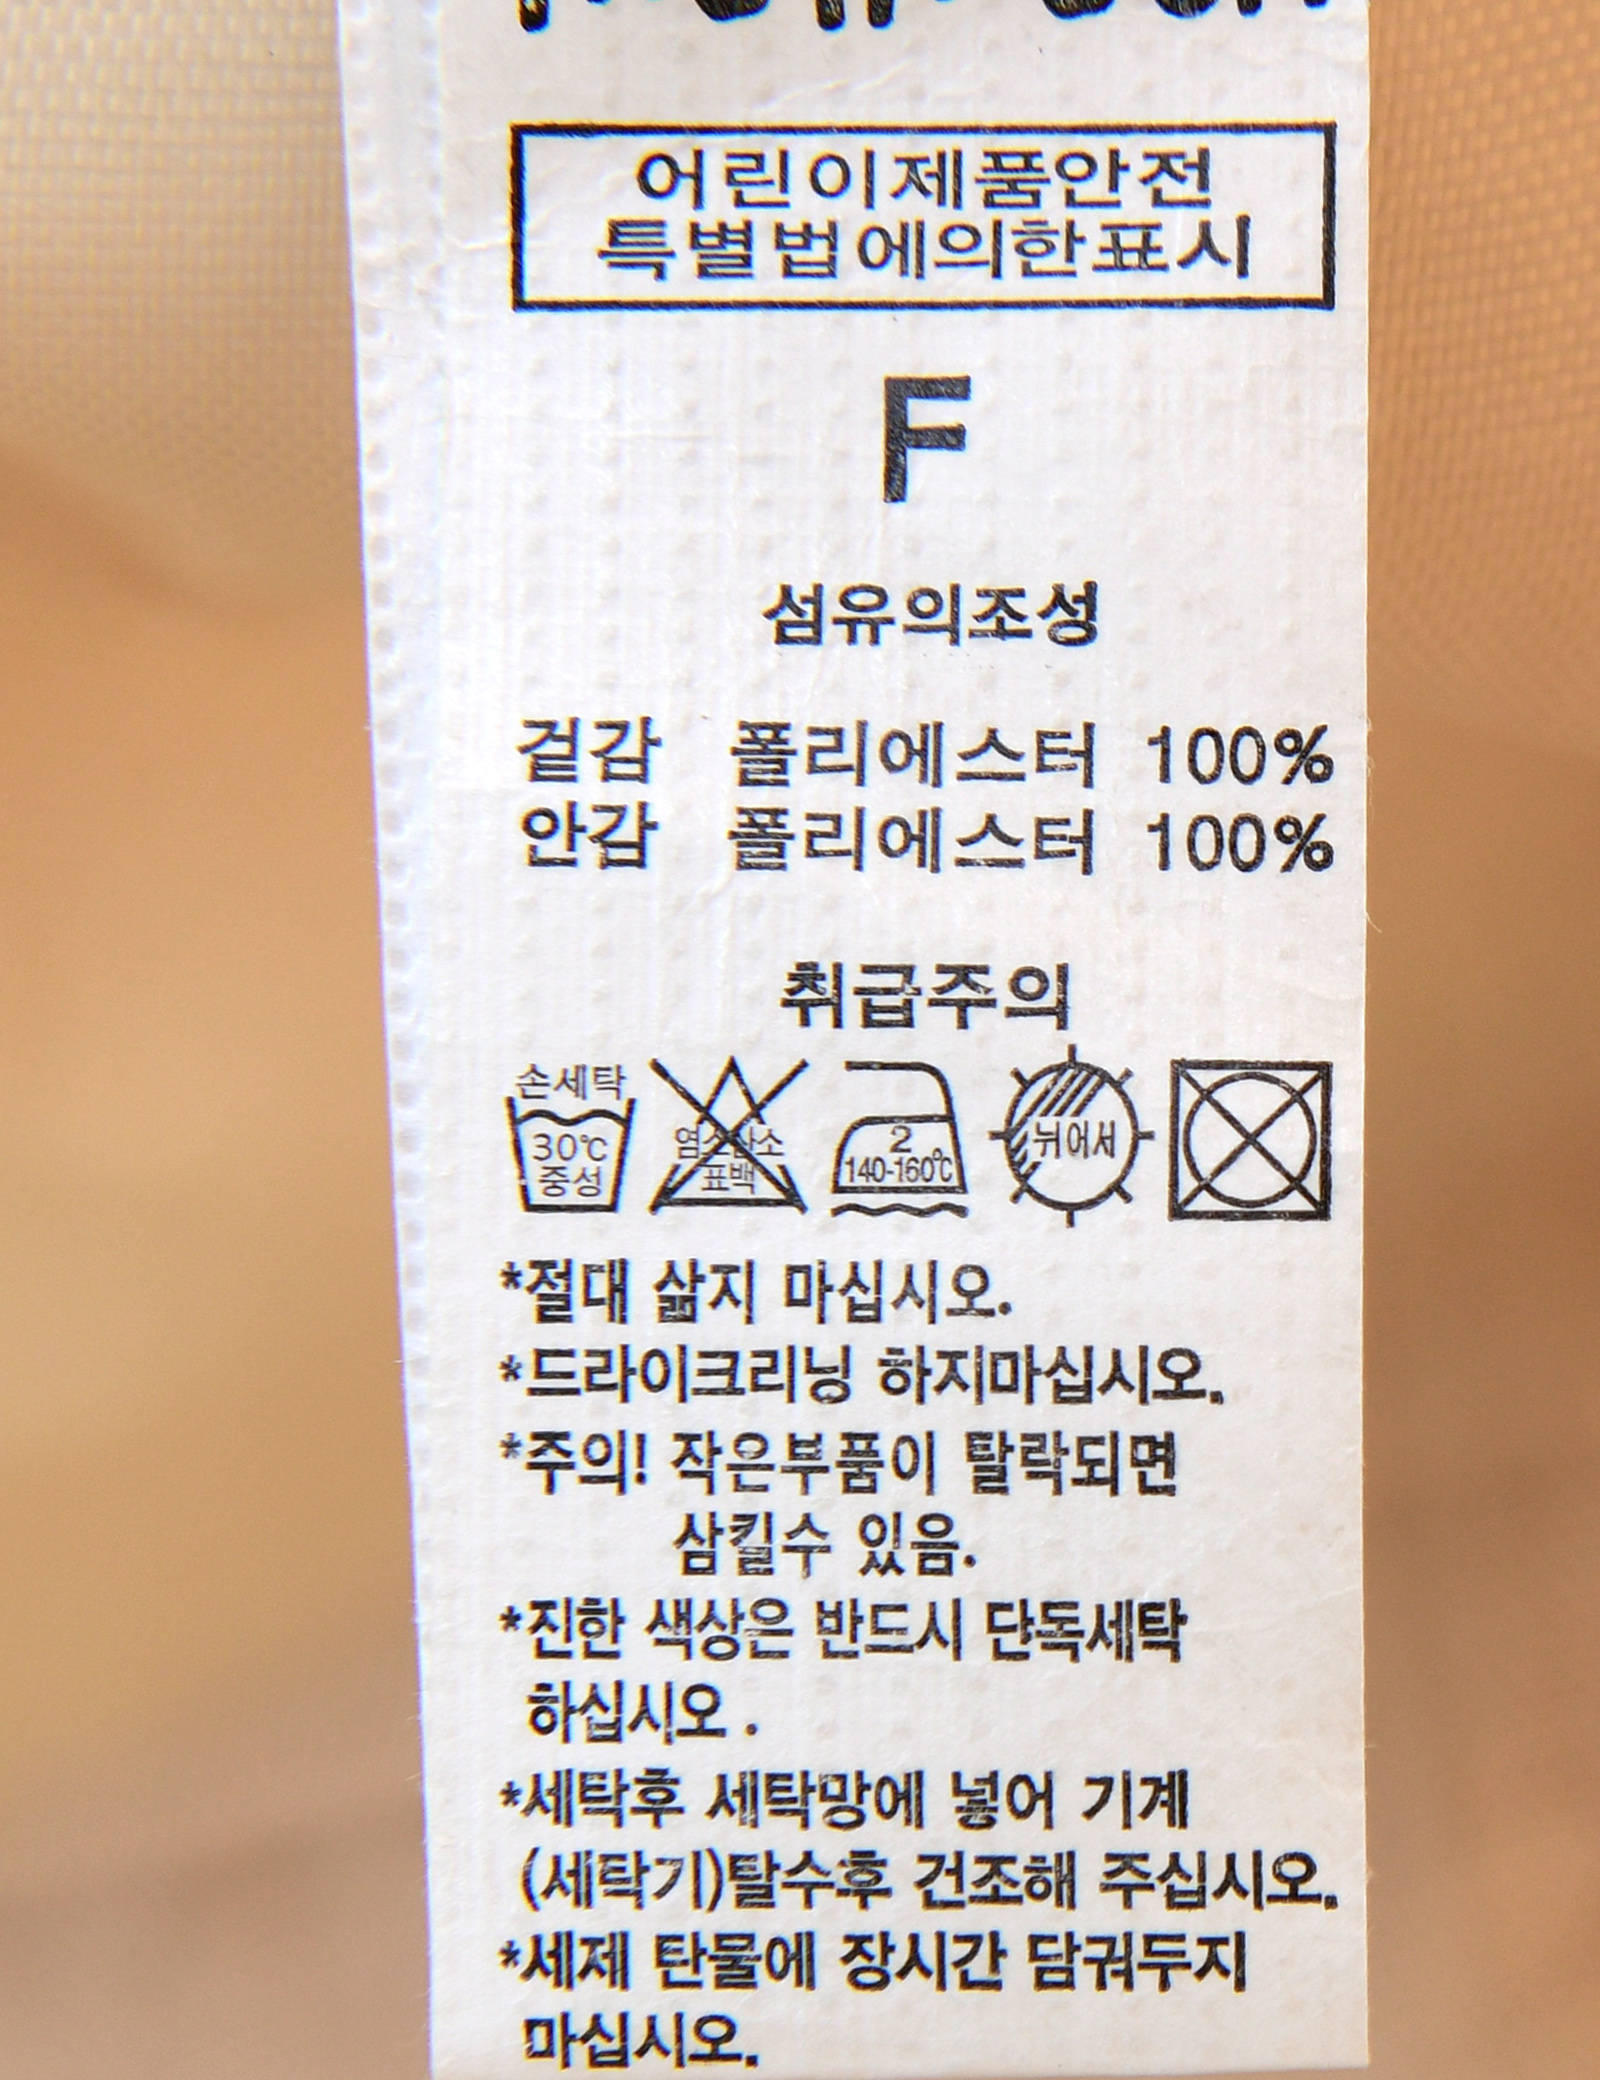 어린이제품안전
특별법에의한표시
F
섬유의조성
겉감 폴리에스터 100%
안감 폴리에스터 100%
취급주의
손세탁
30℃
중성
염소산소
표백
2
140-160℃
뉘어서
*절대 삶지 마십시오.
*드라이크리닝 하지마십시오.
*주의! 작은부품이 탈락되면
삼킬수 있음.
*진한 색상은 반드시 단독세탁
하십시오.
*세탁후 세탁망에 넣어 기계
(세탁기)탈수후 건조해 주십시오.
*세제 탄물에 장시간 담궈두지
마십시오.